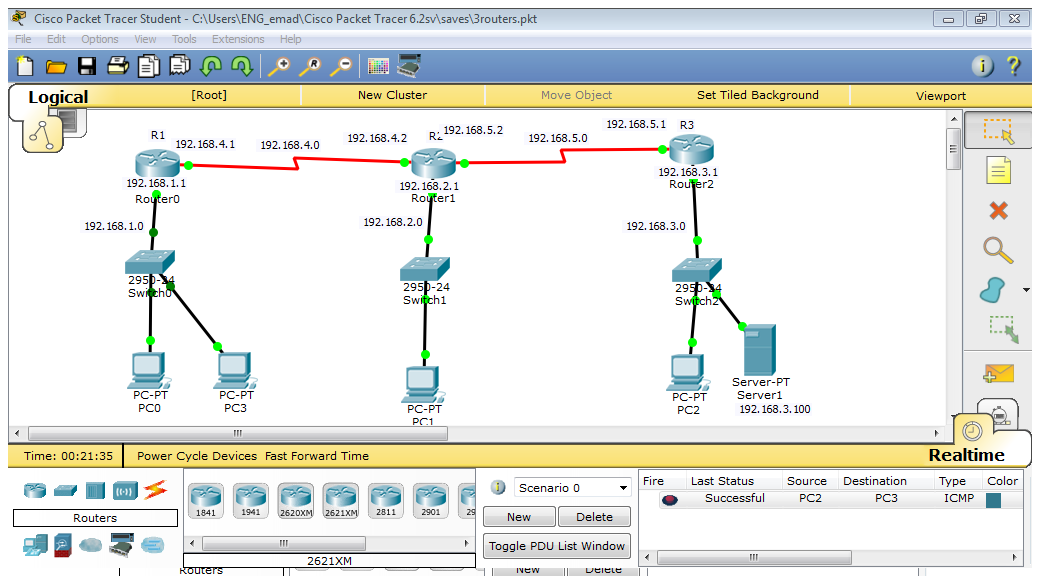 Cisco Packet Tracer Student - C:\Users\ENG_emad\Cisco Packet Tracer 6.2sv\saves\3routers.pkt
File Edit Options View Tools Extensions Help
Logical [Root] New Cluster Move Object Set Tiled Background Viewport
R1 192.168.4.1 192.168.4.0 192.168.4.2 R2 192.168.5.2 192.168.5.0 192.168.5.1 R3
192.168.1.1 192.168.2.1 192.168.3.1
Router0 Router1 Router2
192.168.1.0 192.168.2.0 192.168.3.0
2950-24 2950-24 2950-24
Switch0 Switch1 Switch2
PC-PT PC-PT PC-PT PC-PT Server-PT
PC0 PC3 PC1 PC2 Server1
192.168.3.100
Time: 00:21:35 Power Cycle Devices Fast Forward Time Realtime
Routers
1841 1941 2620XM 2621XM 2811 2901 29
2621XM
Scenario 0
New Delete
Toggle PDU List Window
Fire Last Status Source Destination Type Color
Successful PC2 PC3 ICMP
Routers New Delete